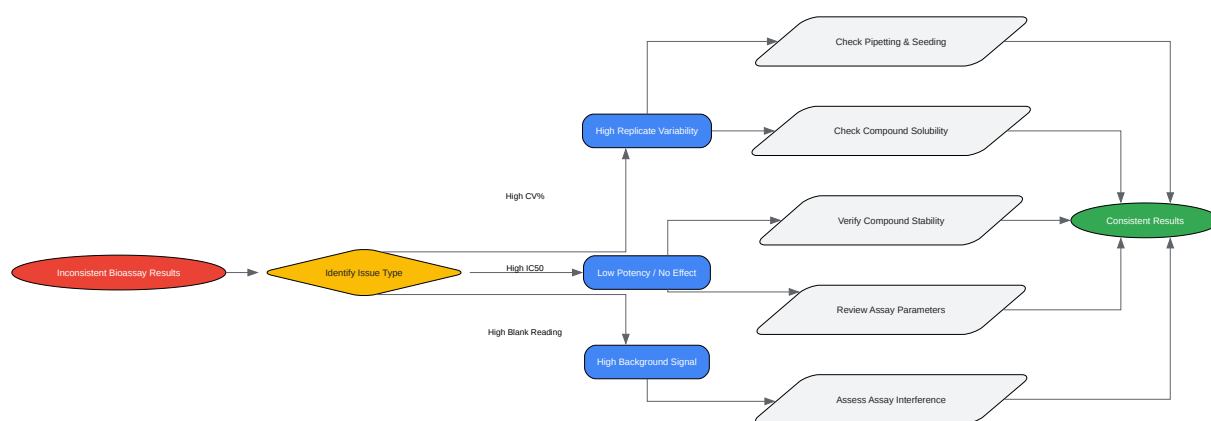 Check Pipetting & Seeding
High Replicate Variability
Check Compound Solubility
High CV%
Verify Compound Stability
Consistent Results
Inconsistent Bioassay Results
Identify Issue Type
High IC50
Low Potency / No Effect
Review Assay Parameters
High Blank Reading
High Background Signal
Assess Assay Interference